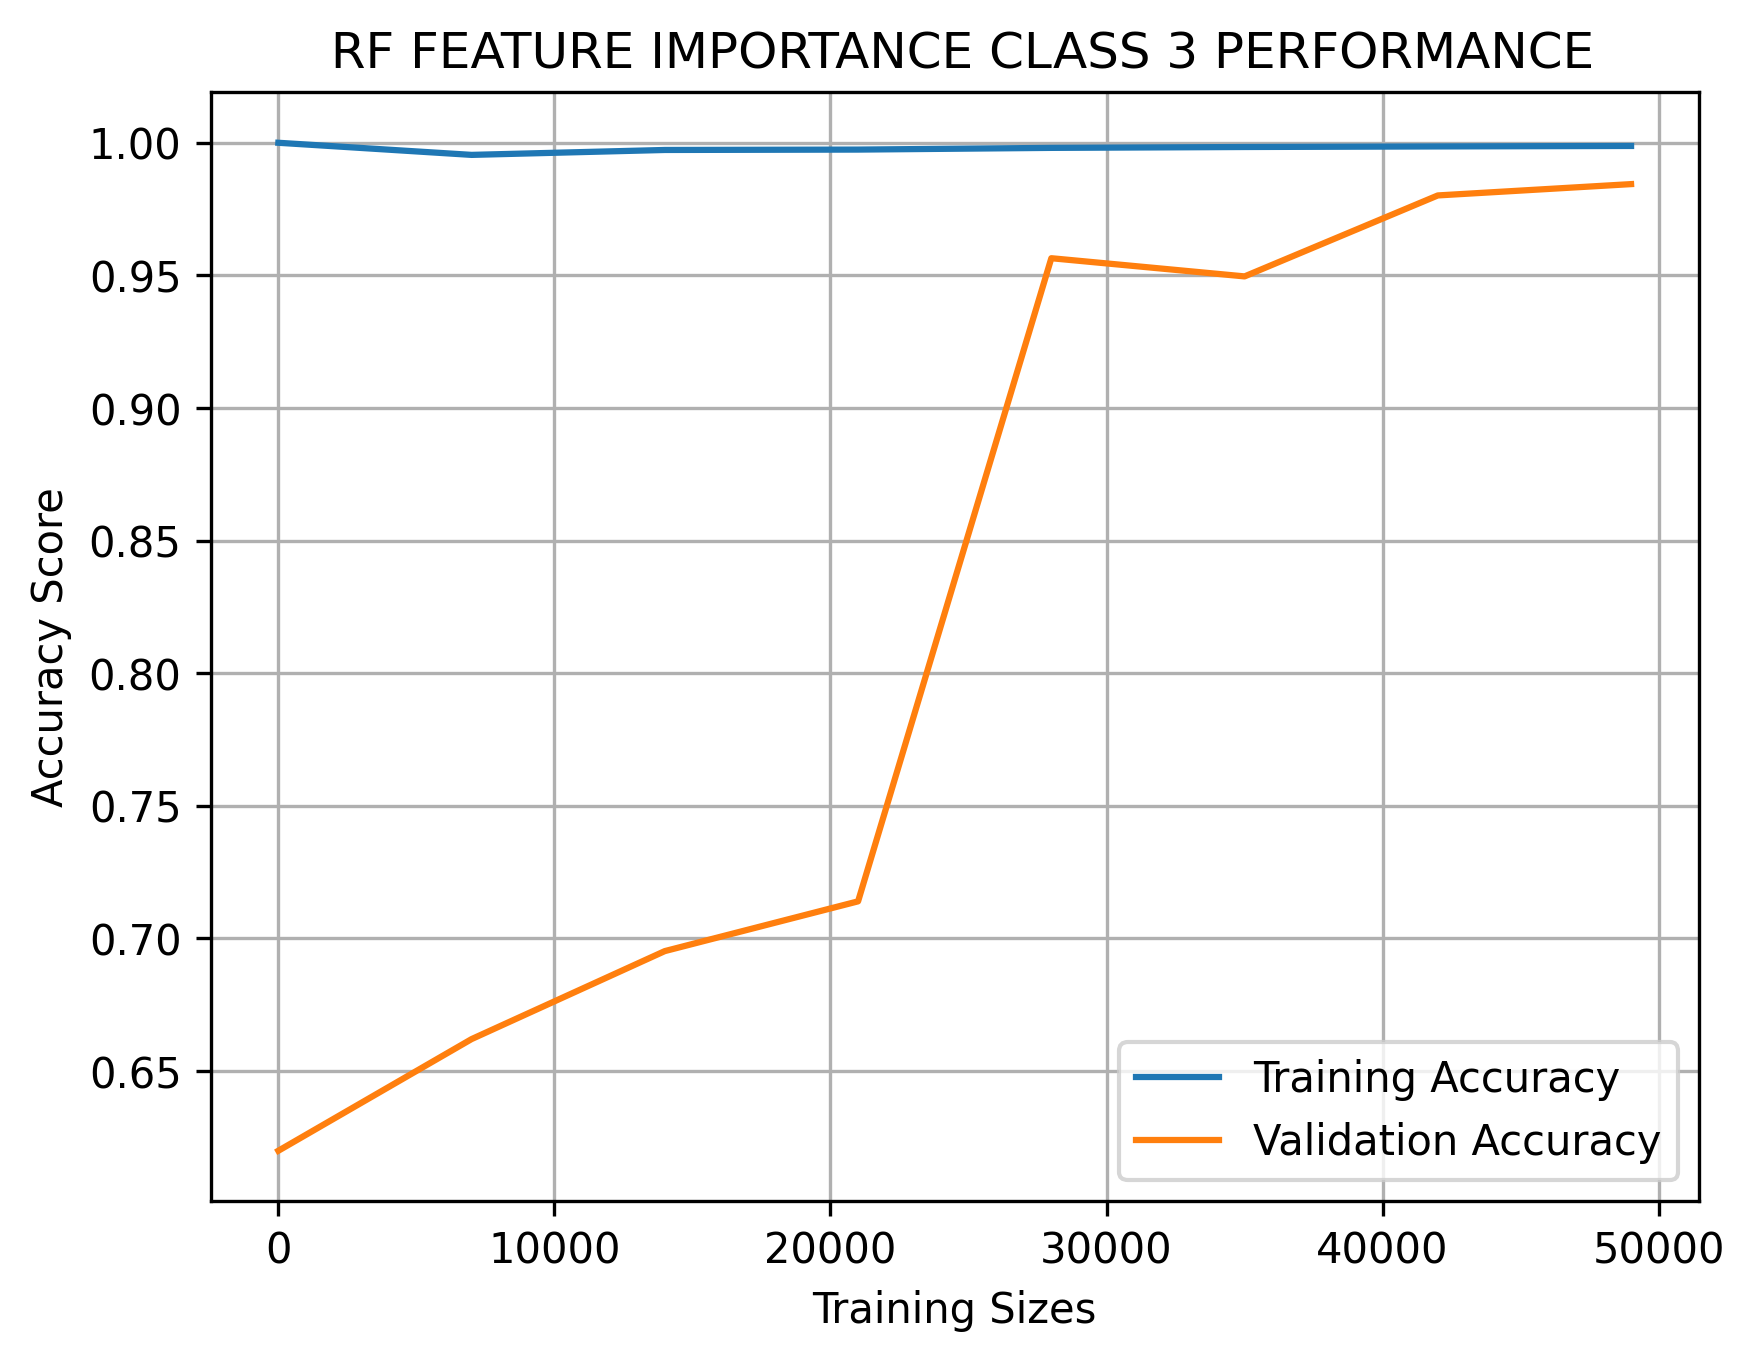 RF FEATURE IMPORTANCE CLASS 3 PERFORMANCE
1.00
0.95
0.90
0.85
0.80
0.75
0.70
0.65
Accuracy Score
Training Accuracy
Validation Accuracy
0 10000 20000 30000 40000 50000
Training Sizes